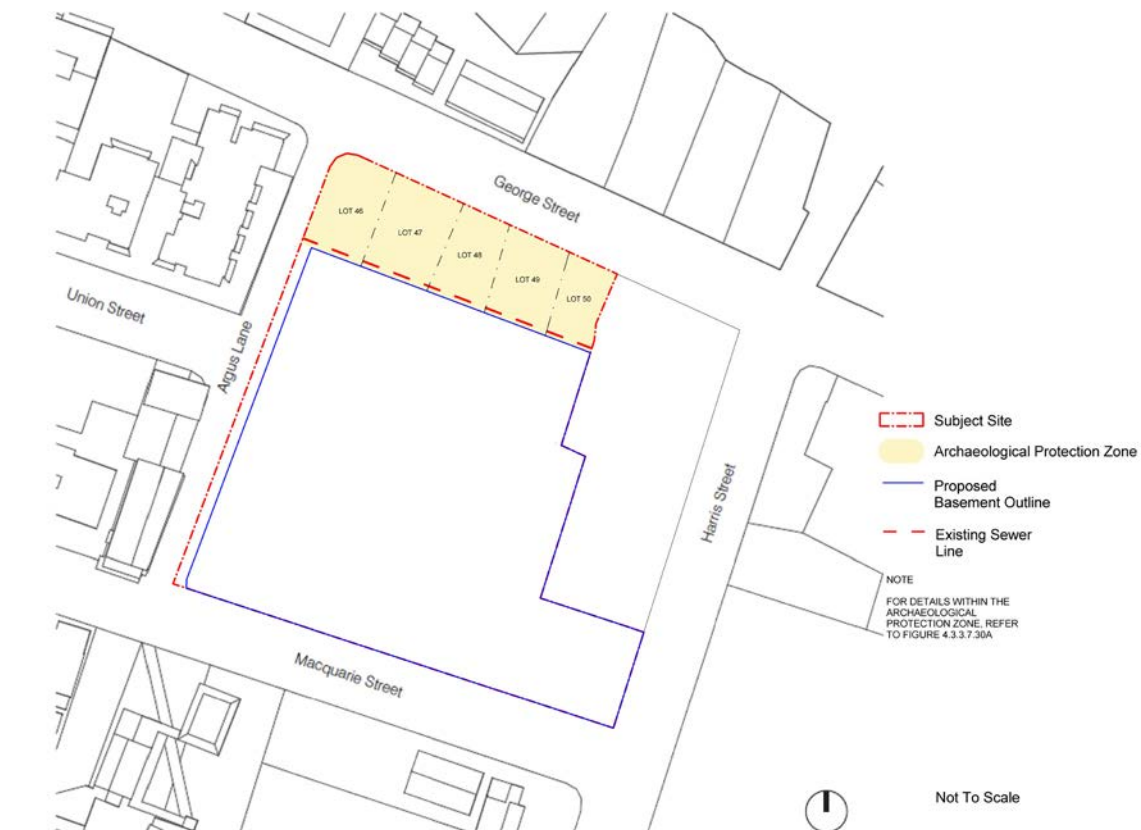 George Street
LOT 46
LOT 47
LOT 48
LOT 49
LOT 50
Union Street
Argus Lane
Harris Street
Macquarie Street
Subject Site
Archaeological Protection Zone
Proposed
Basement Outline
Existing Sewer
Line
NOTE
FOR DETAILS WITHIN THE
ARCHAEOLOGICAL
PROTECTION ZONE, REFER
TO FIGURE 4.3.3.7.30A
Not To Scale